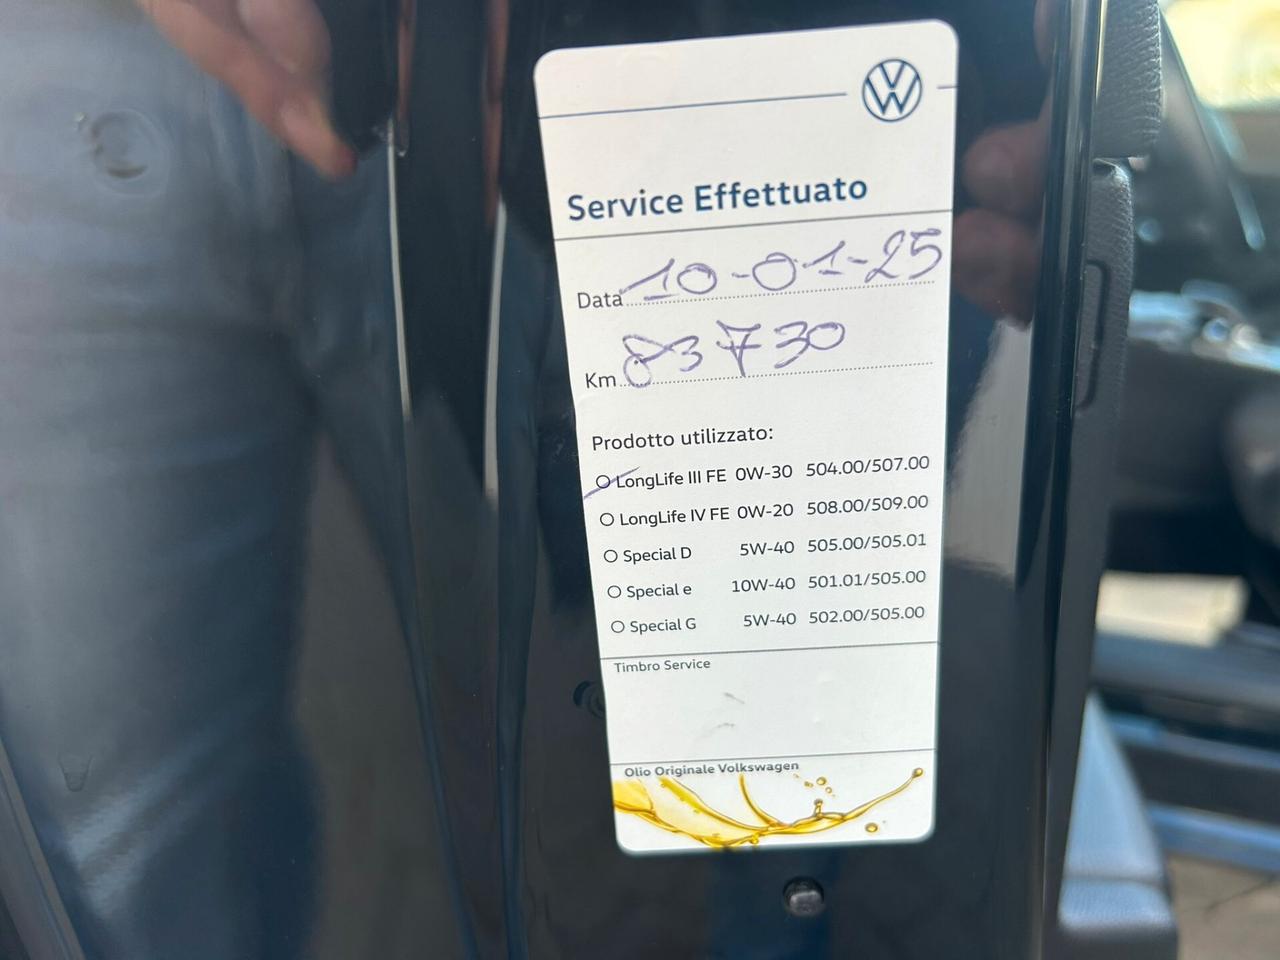 Service Effettuato
Data 10-01-25
Km 83730
Prodotto utilizzato:
LongLife III FE 0W-30 504.00/507.00
LongLife IV FE 0W-20 508.00/509.00
Special D 5W-40 505.00/505.01
Special e 10W-40 501.01/505.00
Special G 5W-40 502.00/505.00
Timbro Service
Olio Originale Volkswagen